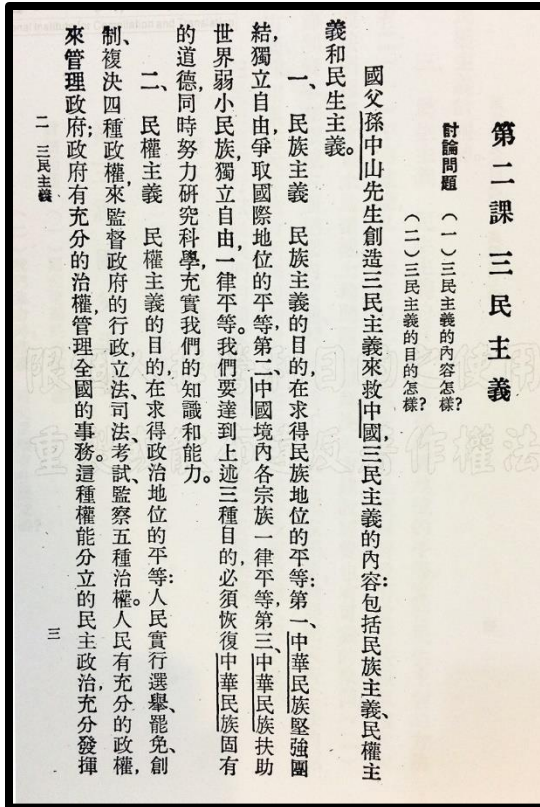 第二課 三民主義
討論問題 (一)三民主義的內容怎樣?
(二)三民主義的目的怎樣?
國父孫中山先生創造三民主義來救中國,三民主義的內容:包括民族主義、民權主
義和民生主義。
一、 民族主義 民族主義的目的,在求得民族地位的平等:第一、中華民族堅強團
結,獨立自由,爭取國際地位的平等,第二、中國境內各宗族一律平等,第三、中華民族扶助
世界弱小民族,獨立自由,一律平等。我們要達到上述三種目的,必須恢復中華民族固有
的道德,同時努力研究科學,充實我們的知識和能力。
二、 民權主義 民權主義的目的,在求得政治地位的平等:人民實行選舉、罷免、創
制、複決四種政權,來監督政府的行政、立法、司法、考試、監察五種治權。人民有充分的政權,
來管理政府;政府有充分的治權,管理全國的事務。這種權能分立的民主政治,充分發揮
二 三民主義
三